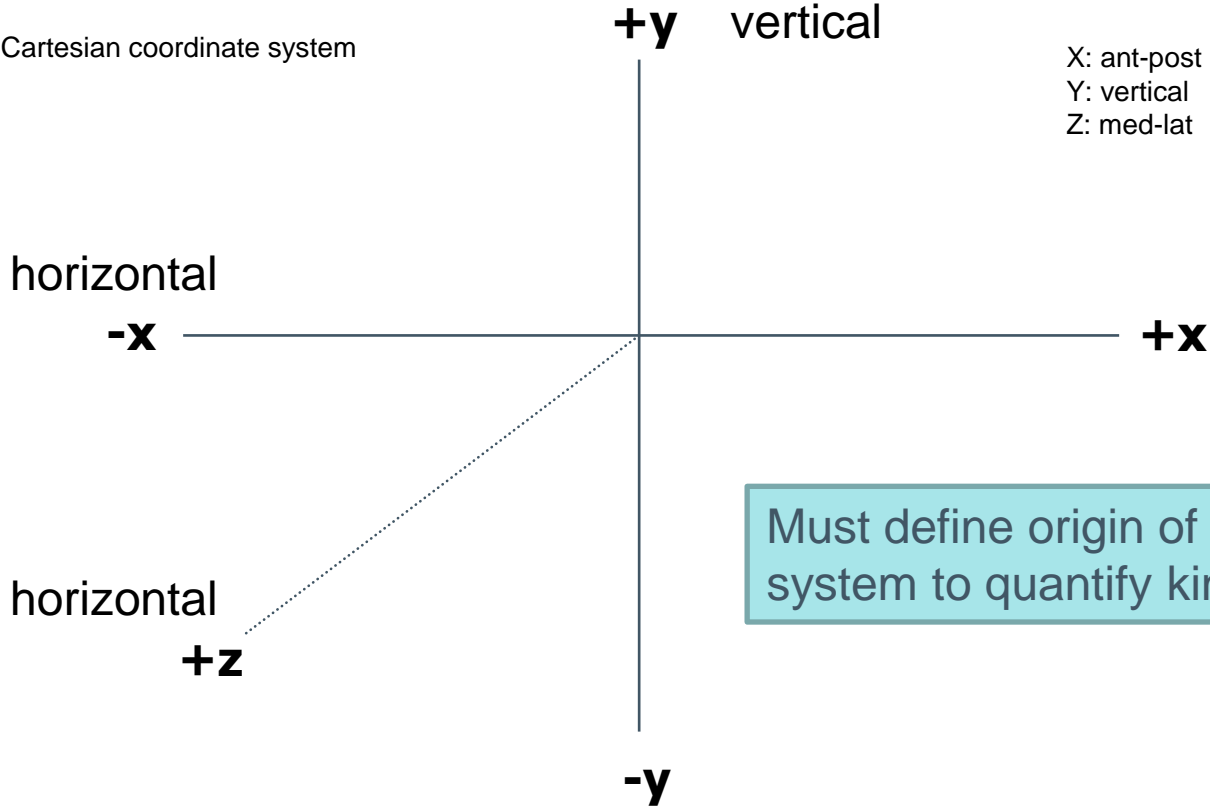 +y vertical
Cartesian coordinate system
X: ant-post
Y: vertical
Z: med-lat
horizontal
-x
+x
Must define origin of
system to quantify
horizontal
+z
-y